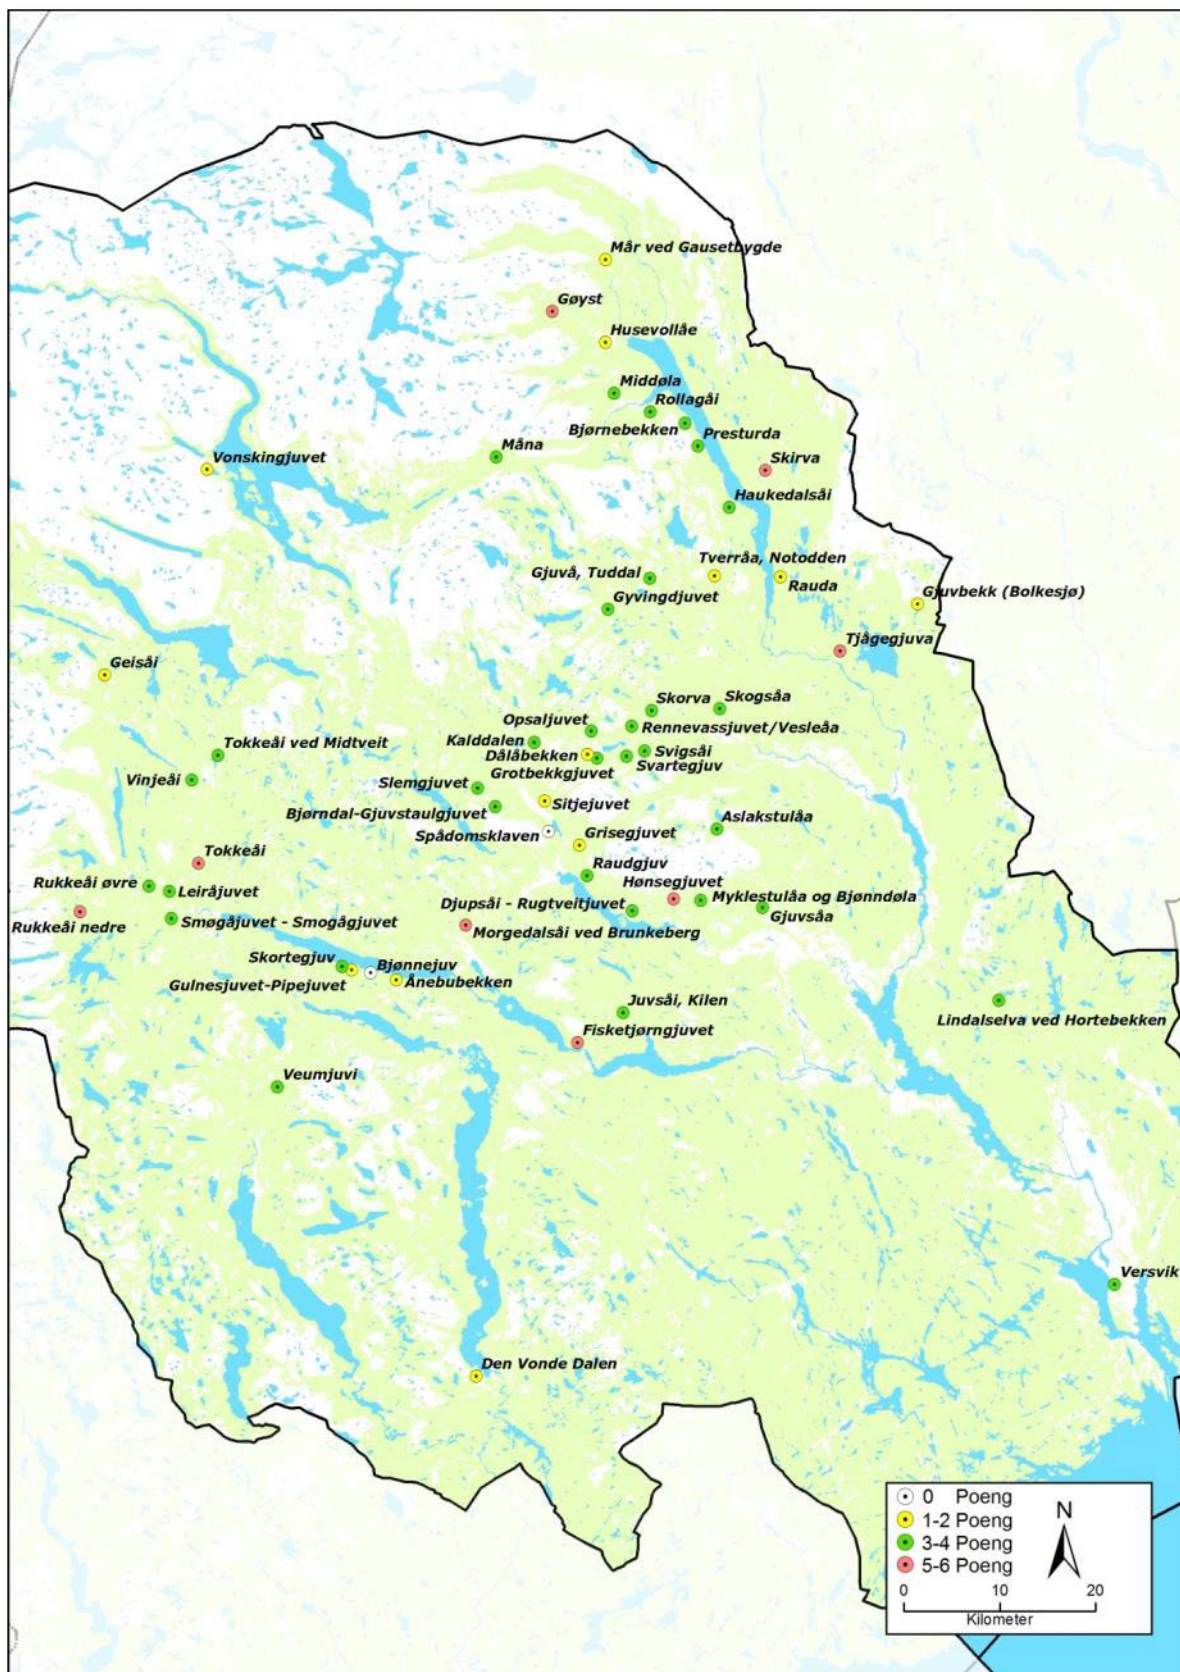 Mår ved Gausetbygde
Gøyst
Husevollåe
Middøla
Rollagåi
Bjørnebekken
Presturda
Måna
Skirva
Vonskingjuvet
Haukedalsåi
Tverråa, Notodden
Gjuvå, Tuddal
Rauda
Gjuvbekk (Bolkesjø)
Gyvingdjuvet
Tjågegjuva
Geisåi
Skorva
Skogsåa
Opsaljuvet
Rennevassjuvet/Vesleåa
Kalddalen
Tokkeåi ved Midtveit
Dålåbekken
Svigsåi
Svartegjuv
Vinjeåi
Grotbekkgjuvet
Slemgjuvet
Sitjejuvet
Bjørndal-Gjuvstaulgjuvet
Aslakstulåa
Spådomsklaven
Grisegjuvet
Tokkeåi
Raudgjuv
Rukkeåi øvre
Leiråjuvet
Hønsegjuvet
Myklestulåa og Bjønndøla
Djupsåi - Rugtveitjuvet
Gjuvsåa
Rukkeåi nedre
Smøgåjuvet - Smogågjuvet
Morgedalsåi ved Brunkeberg
Skortegjuv
Bjønnejuv
Gulnesjuvet-Pipejuvet
Ånebubekken
Juvsåi, Kilen
Lindalselva ved Hortebekken
Fisketjørngjuvet
Veumjuvi
Versvik
Den Vonde Dalen
0 Poeng
1-2 Poeng
3-4 Poeng
5-6 Poeng
N
0 10 20
Kilometer